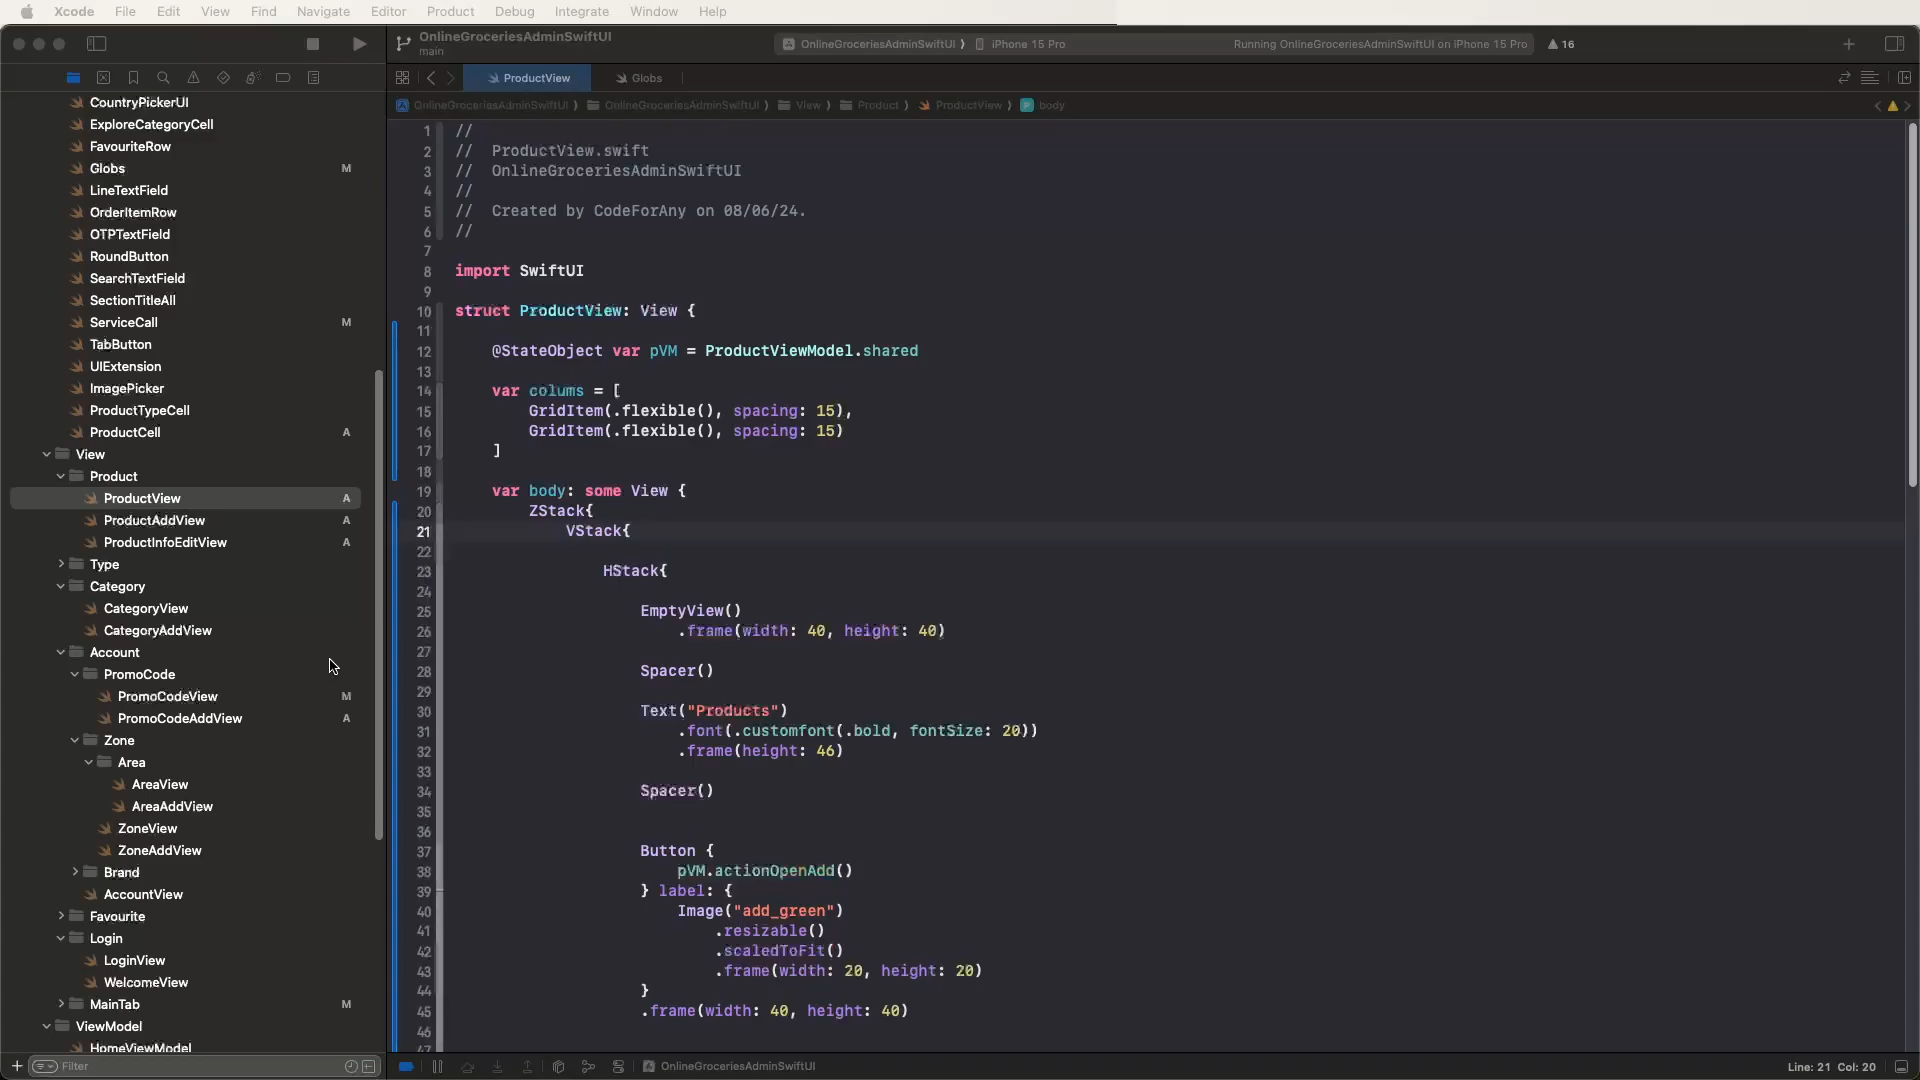 Xcode File Edit View Find Navigate Editor Product Debug Integrate Window Help
OnlineGroceriesAdminSwiftUI
main
OnlineGroceriesAdminSwiftUI iPhone 15 Pro Running OnlineGroceriesAdminSwiftUI on iPhone 15 Pro 16
ProductView Globs
OnlineGroceriesAdminSwiftUI OnlineGroceriesAdminSwiftUI View Product ProductView P body
CountryPickerUI
ExploreCategoryCell
FavouriteRow
Globs M
LineTextField
OrderItemRow
OTPTextField
RoundButton
SearchTextField
SectionTitleAll
ServiceCall M
TabButton
UIExtension
ImagePicker
ProductTypeCell
ProductCell A
View
Product
ProductView A
ProductAddView A
ProductInfoEditView A
Type
Category
CategoryView
CategoryAddView
Account
PromoCode
PromoCodeView M
PromoCodeAddView A
Zone
Area
AreaView
AreaAddView
ZoneView
ZoneAddView
Brand
AccountView
Favourite
Login
LoginView
WelcomeView
MainTab M
ViewModel
HomeViewModel
Filter
1 //
2 // ProductView.swift
3 // OnlineGroceriesAdminSwiftUI
4 //
5 // Created by CodeForAny on 08/06/24.
6 //
7
8 import SwiftUI
9
10 struct ProductView: View {
11
12 @StateObject var pVM = ProductViewModel.shared
13
14 var colums = [
15 GridItem(.flexible(), spacing: 15),
16 GridItem(.flexible(), spacing: 15)
17 ]
18
19 var body: some View {
20 ZStack{
21 VStack{
22
23 HStack{
24
25 EmptyView()
26 .frame(width: 40, height: 40)
27
28 Spacer()
29
30 Text("Products")
31 .font(.customfont(.bold, fontSize: 20))
32 .frame(height: 46)
33
34 Spacer()
35
36
37 Button {
38 pVM.actionOpenAdd()
39 } label: {
40 Image("add_green")
41 .resizable()
42 .scaledToFit()
43 .frame(width: 20, height: 20)
44 }
45 .frame(width: 40, height: 40)
46
47
OnlineGroceriesAdminSwiftUI
Line: 21 Col: 20